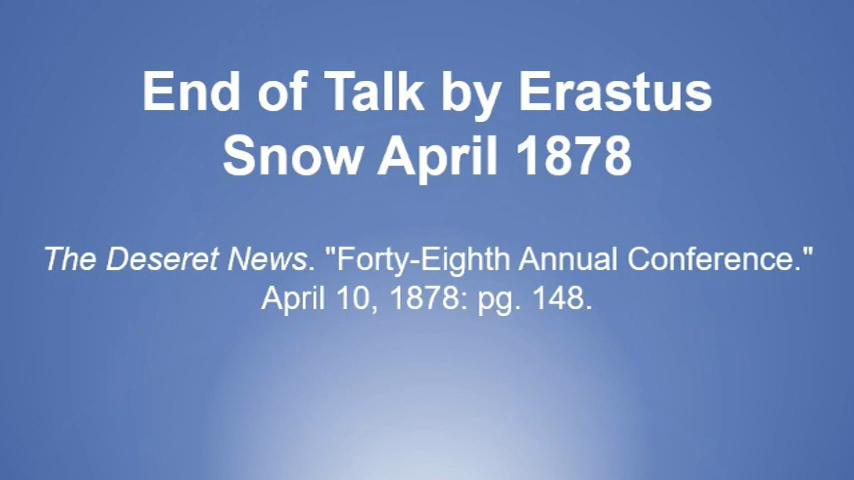 End of Talk by Erastus
Snow April 1878
The Deseret News. "Forty-Eighth Annual Conference."
April 10, 1878: pg. 148.